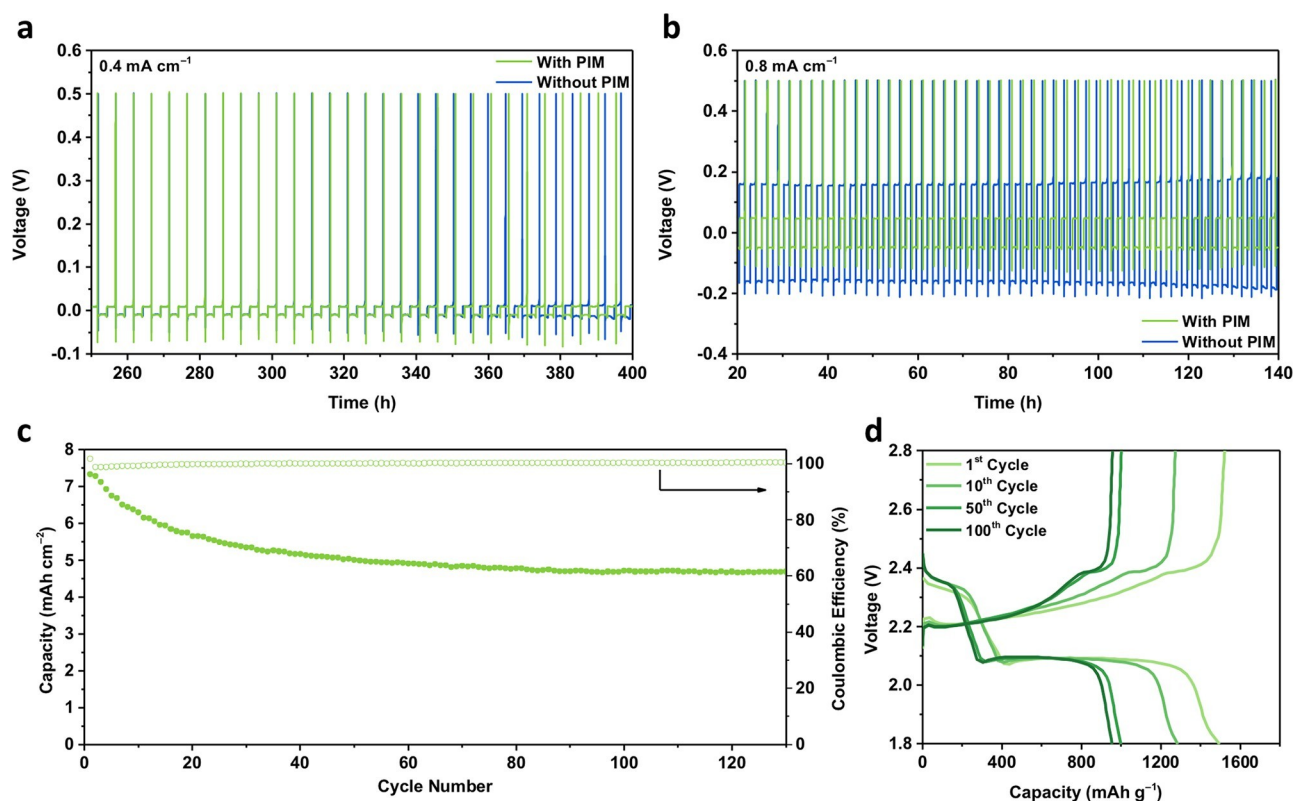 a
0.6
0.5
0.4
0.3
0.2
0.1
0.0
-0.1
Voltage (V)
0.4 mA cm⁻¹
With PIM
Without PIM
260 280 300 320 340 360 380 400
Time (h)
b
0.6
0.4
0.2
0.0
-0.2
-0.4
Voltage (V)
0.8 mA cm⁻¹
With PIM
Without PIM
20 40 60 80 100 120 140
Time (h)
c
8
7
6
5
4
3
2
1
0
Capacity (mAh cm⁻²)
0 20 40 60 80 100 120
Cycle Number
100
80
60
40
20
0
Coulombic Efficiency (%)
d
2.8
2.6
2.4
2.2
2.0
1.8
Voltage (V)
1ˢᵗ Cycle
10ᵗʰ Cycle
50ᵗʰ Cycle
100ᵗʰ Cycle
0 400 800 1200 1600
Capacity (mAh g⁻¹)